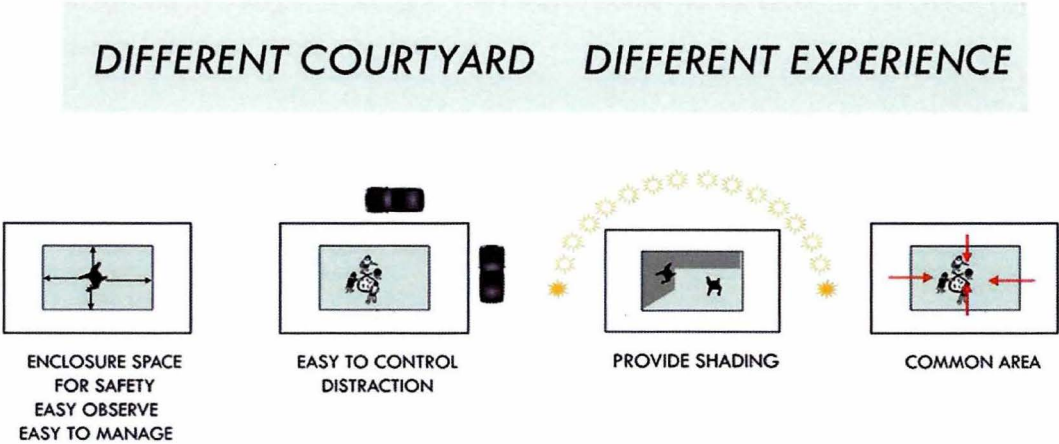 DIFFERENT COURTYARD DIFFERENT EXPERIENCE
ENCLOSURE SPACE
FOR SAFETY
EASY OBSERVE
EASY TO MANAGE
EASY TO CONTROL
DISTRACTION
PROVIDE SHADING
COMMON AREA